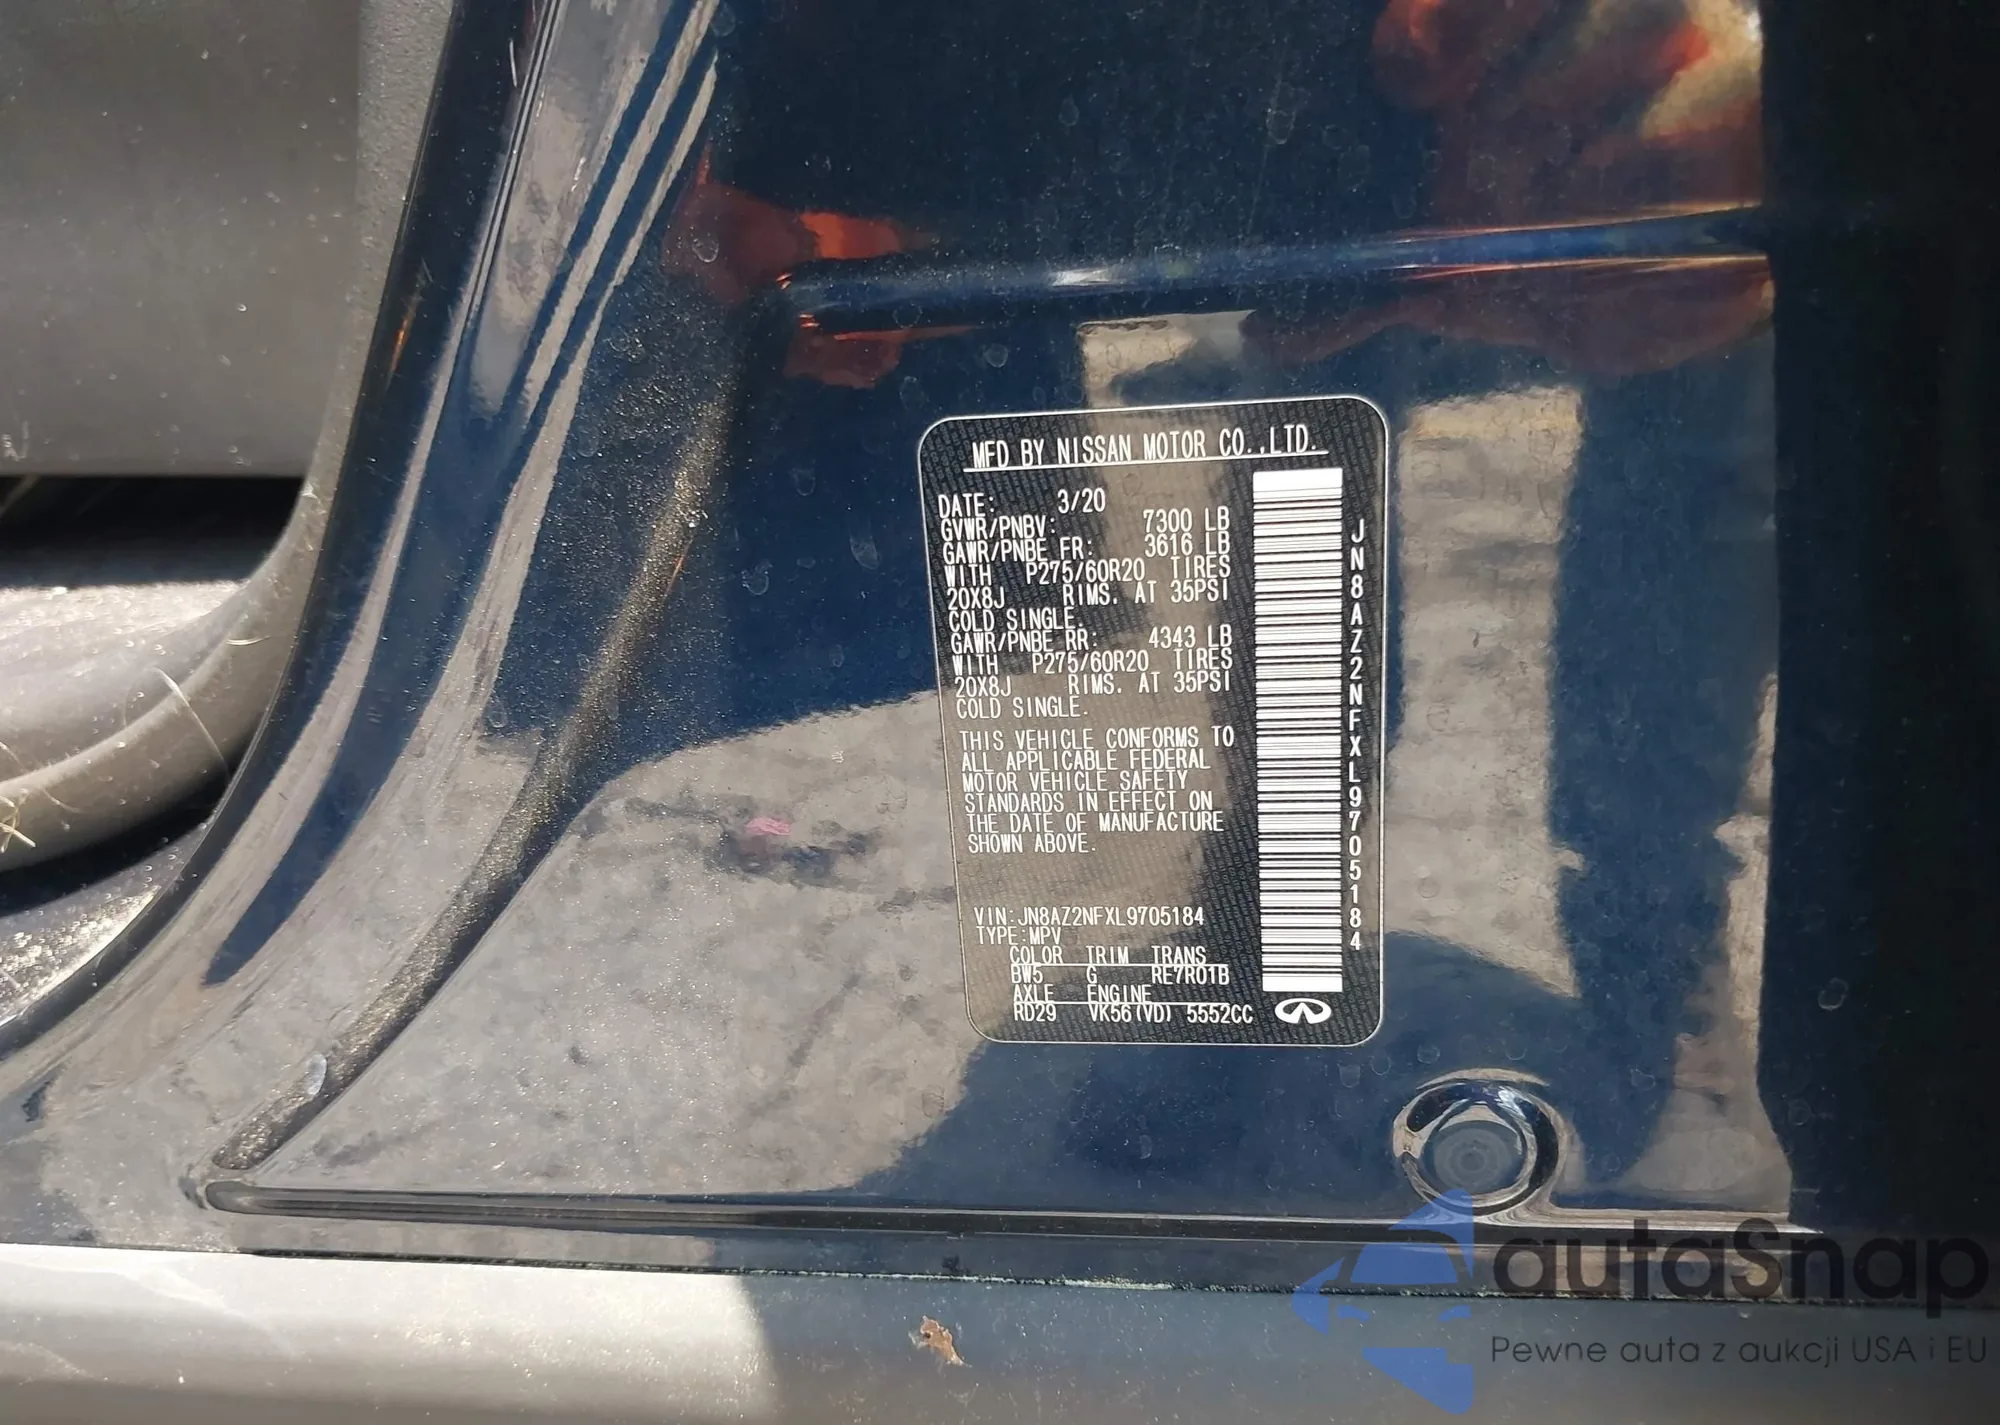 MFD BY NISSAN MOTOR CO.,LTD.
DATE: 3/20
GVWR/PNBV: 7300 LB
GAWR/PNBE FR: 3616 LB
WITH P275/60R20 TIRES
20X8J RIMS. AT 35PSI
COLD SINGLE.
GAWR/PNBE RR: 4343 LB
WITH P275/60R20 TIRES
20X8J RIMS. AT 35PSI
COLD SINGLE.
THIS VEHICLE CONFORMS TO
ALL APPLICABLE FEDERAL
MOTOR VEHICLE SAFETY
STANDARDS IN EFFECT ON
THE DATE OF MANUFACTURE
SHOWN ABOVE.
VIN:JN8AZ2NFXL9705184
TYPE:MPV
COLOR TRIM TRANS
BW5 G RE7R01B
AXLE ENGINE
RD29 VK56(VD) 5552CC
JN8AZ2NFXL9705184
autaSnap
Pewne auta z aukcji USA i EU